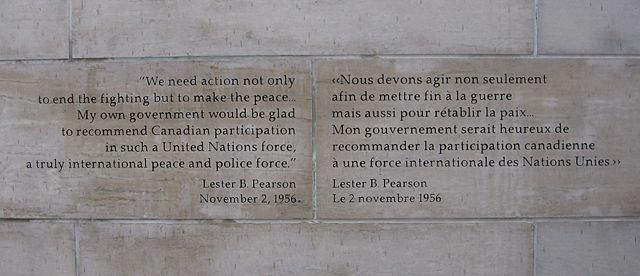 “We need action not only
to end the fighting but to make the peace...
My own government would be glad
to recommend Canadian participation
in such a United Nations force,
a truly international peace and police force.”
Lester B. Pearson
November 2, 1956.
‹‹Nous devons agir non seulement
afin de mettre fin à la guerre
mais aussi pour rétablir la paix...
Mon gouvernement serait heureux de
recommander la participation canadienne
à une force internationale des Nations Unies.››
Lester B. Pearson
Le 2 novembre 1956